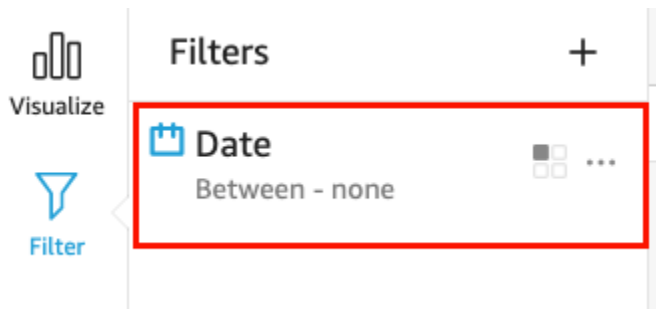 Visualize
Filter
Filters +
Date
Between - none
...